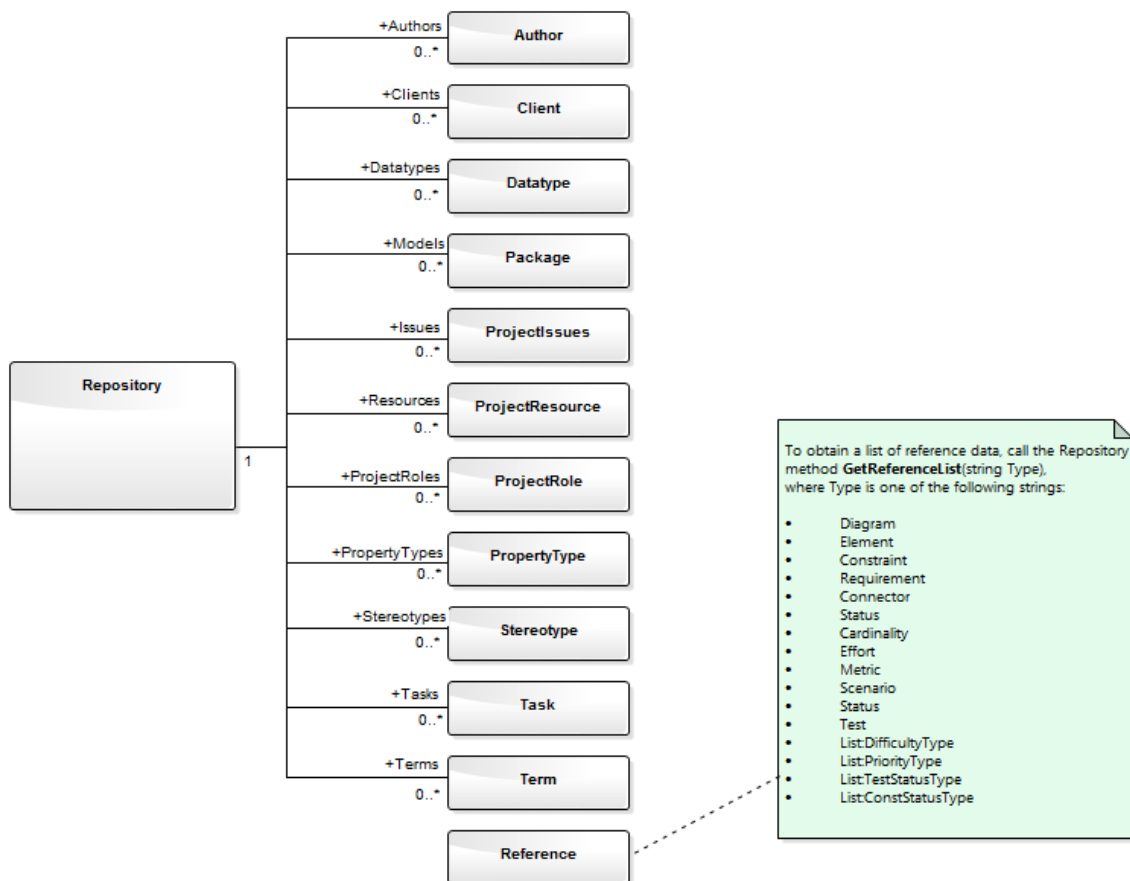 +Authors
0..*
Author
+Clients
0..*
Client
+Datatypes
0..*
Datatype
+Models
0..*
Package
+Issues
0..*
ProjectIssues
Repository
1
+Resources
0..*
ProjectResource
+ProjectRoles
0..*
ProjectRole
+PropertyTypes
0..*
PropertyType
+Stereotypes
0..*
Stereotype
+Tasks
0..*
Task
+Terms
0..*
Term
Reference
To obtain a list of reference data, call the Repository
method GetReferenceList(string Type),
where Type is one of the following strings:
• Diagram
• Element
• Constraint
• Requirement
• Connector
• Status
• Cardinality
• Effort
• Metric
• Scenario
• Status
• Test
• List:DifficultyType
• List:PriorityType
• List:TestStatusType
• List:ConstStatusType